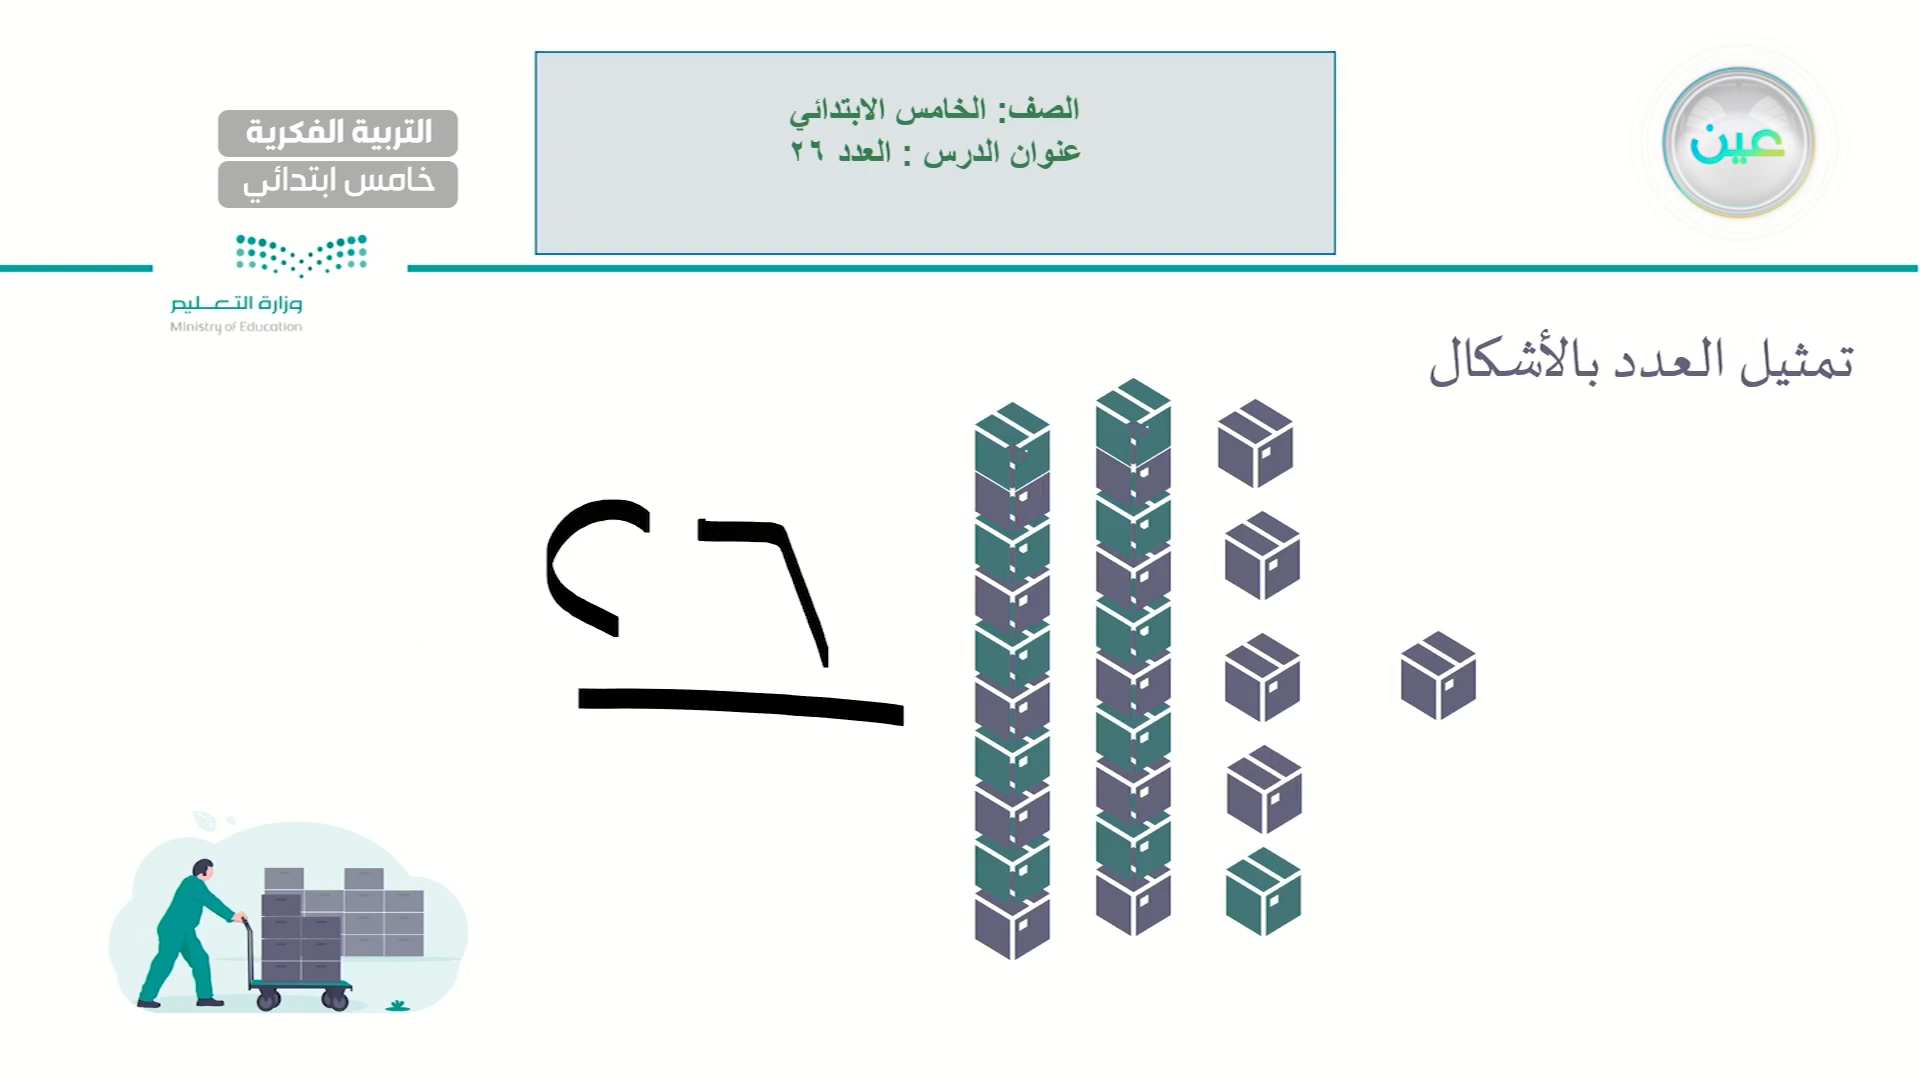 الصف: الخامس الابتدائي
عنوان الدرس : العدد ٢٦
عين
التربية الفكرية
خامس ابتدائي
وزارة التعليم
Ministry of Education
تمثيل العدد بالأشكال
٢٦